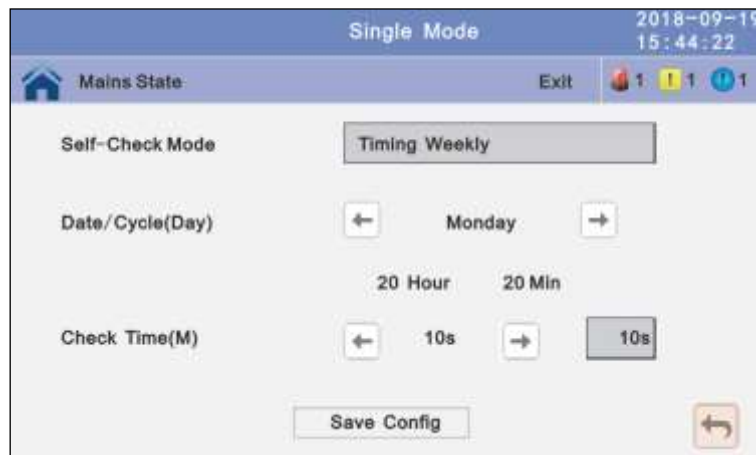 Single Mode
2018-09-19
15:44:22
Mains State Exit 1 ! 1 1
Self-Check Mode Timing Weekly
Date/Cycle(Day) ← Monday →
20 Hour 20 Min
Check Time(M) ← 10s → 10s
Save Config